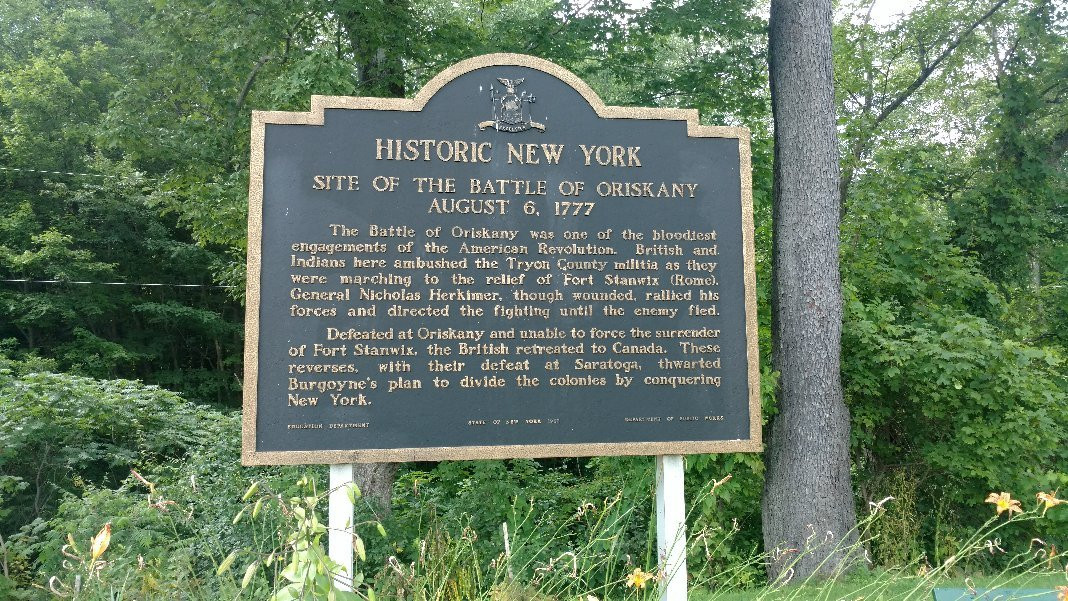 EXCELSIOR
HISTORIC NEW YORK
SITE OF THE BATTLE OF ORISKANY
AUGUST 6, 1777
The Battle of Oriskany was one of the bloodiest
engagements of the American Revolution. British and
Indians here ambushed the Tryon County militia as they
were marching to the relief of Fort Stanwix (Rome).
General Nicholas Herkimer, though wounded, rallied his
forces and directed the fighting until the enemy fled.
Defeated at Oriskany and unable to force the surrender
of Fort Stanwix, the British retreated to Canada. These
reverses, with their defeat at Saratoga, thwarted
Burgoyne's plan to divide the colonies by conquering
New York.
EDUCATION DEPARTMENT STATE OF NEW YORK DEPARTMENT OF PUBLIC WORKS